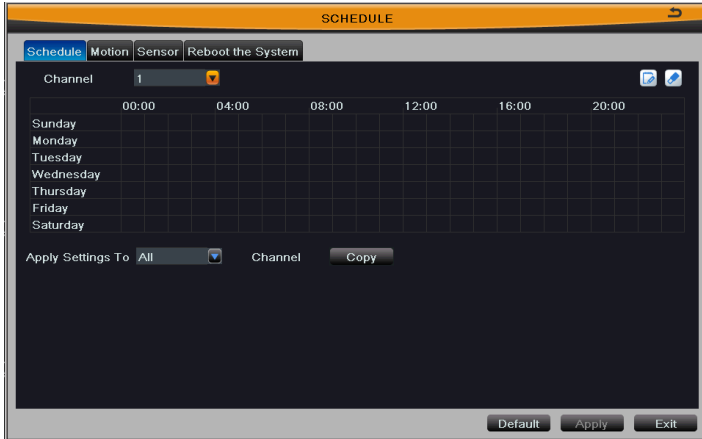 SCHEDULE
Schedule Motion Sensor Reboot the System
Channel 1
00:00 04:00 08:00 12:00 16:00 20:00
Sunday
Monday
Tuesday
Wednesday
Thursday
Friday
Saturday
Apply Settings To All Channel Copy
Default Apply Exit